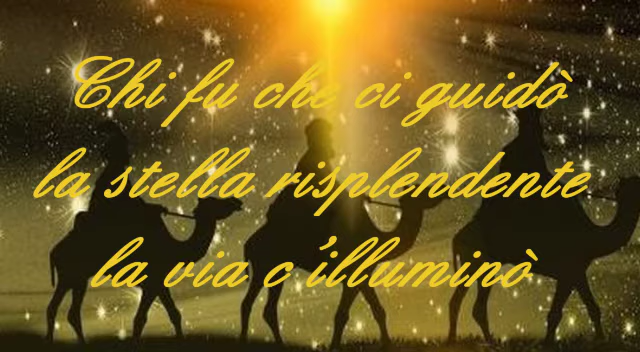 Chi fu che ci guidò
la stella risplendente
la via c'illuminò